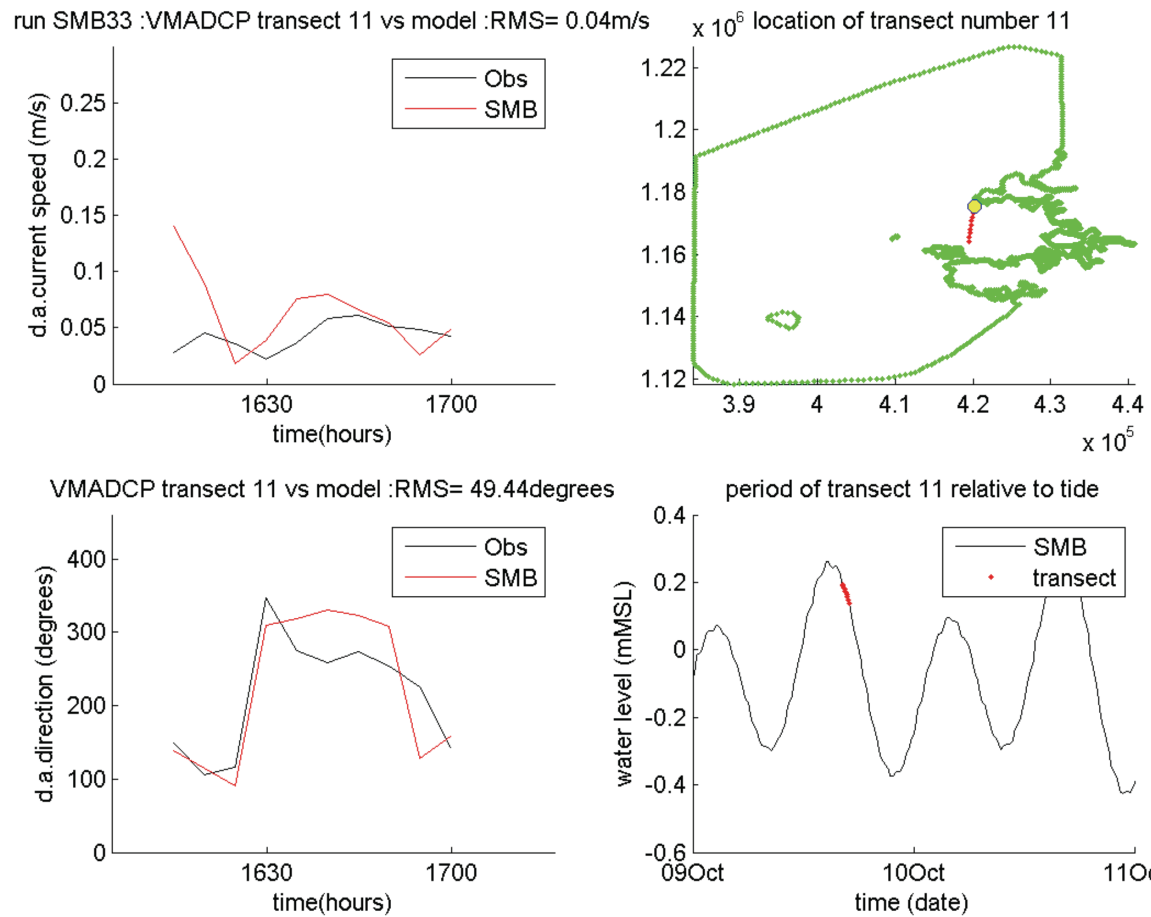 run SMB33 :VMADCP transect 11 vs model :RMS= 0.04m/s
Obs
SMB
0.25
0.2
0.15
0.1
0.05
0
d.a.current speed (m/s)
1630
1700
time(hours)
x 10^6
location of transect number 11
1.22
1.2
1.18
1.16
1.14
1.12
3.9
4
4.1
4.2
4.3
4.4
x 10^5
VMADCP transect 11 vs model :RMS= 49.44degrees
Obs
SMB
400
300
200
100
0
d.a.direction (degrees)
1630
1700
time(hours)
period of transect 11 relative to tide
SMB
transect
0.4
0.2
0
-0.2
-0.4
-0.6
water level (mMSL)
09Oct
10Oct
11O
time (date)